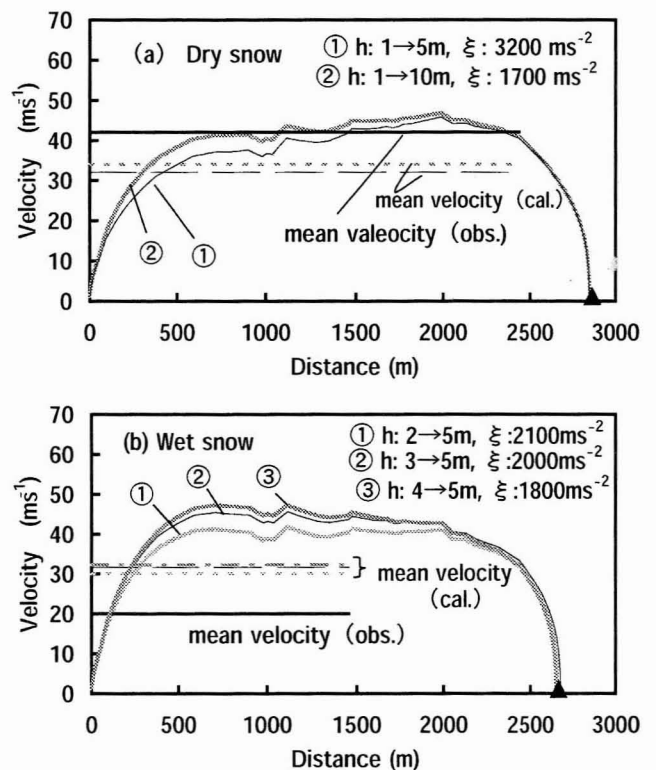 70
60
50
40
30
20
10
0
Velocity (ms⁻¹)
(a) Dry snow
① h: 1→5m, ξ: 3200 ms⁻²
② h: 1→10m, ξ: 1700 ms⁻²
mean velocity (cal.)
mean valeocity (obs.)
② ①
0 500 1000 1500 2000 2500 3000
Distance (m)
70
60
50
40
30
20
10
0
Velocity (ms⁻¹)
(b) Wet snow
① h: 2→5m, ξ:2100ms⁻²
② h: 3→5m, ξ:2000ms⁻²
③ h: 4→5m, ξ:1800ms⁻²
① ② ③
mean velocity
(cal.)
mean velocity (obs.)
0 500 1000 1500 2000 2500 3000
Distance (m)